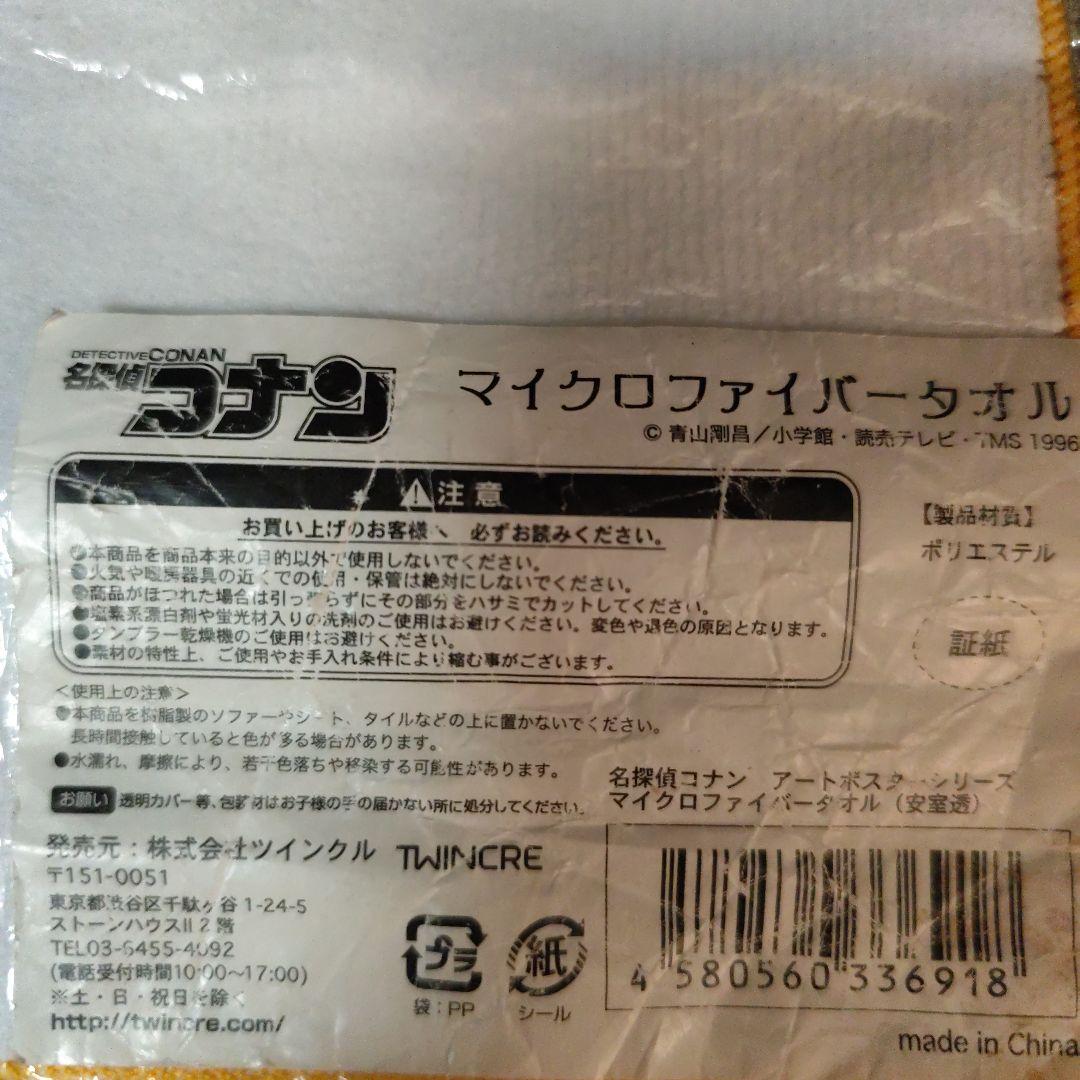 DETECTIVE CONAN
名探偵コナン
マイクロファイバータオル
© 青山剛昌／小学館・読売テレビ・TMS 1996
⚠注意
お買い上げのお客様へ 必ずお読みください。
●本商品を商品本来の目的以外で使用しないでください。
●火気や暖房器具の近くでの使用・保管は絶対にしないでください。
●商品がほつれた場合は引っ張らずにその部分をハサミでカットしてください。
●塩素系漂白剤や蛍光材入りの洗剤のご使用はお避けください。変色や退色の原因となります。
●タンブラー乾燥機のご使用はお避けください。
●素材の特性上、ご使用やお手入れ条件により縮む事がございます。
【製品材質】
ポリエステル
証紙
＜使用上の注意＞
●本商品を樹脂製のソファーやシート、タイルなどの上に置かないでください。
長時間接触していると色が移る場合があります。
●水濡れ、摩擦により、若干色落ちや移染する可能性があります。
お願い 透明カバー等、包装材はお子様の手の届かない所に処分してください。
名探偵コナン アートポスターシリーズ
マイクロファイバータオル（安室透）
発売元：株式会社ツインクル TWINCRE
〒151-0051
東京都渋谷区千駄ヶ谷 1-24-5
ストーンハウスⅡ 2 階
TEL03-6455-4092
(電話受付時間10:00～17:00)
※土・日・祝日を除く
http://twincre.com/
プラ
袋：PP
紙
シール
4 580560 336918
made in China